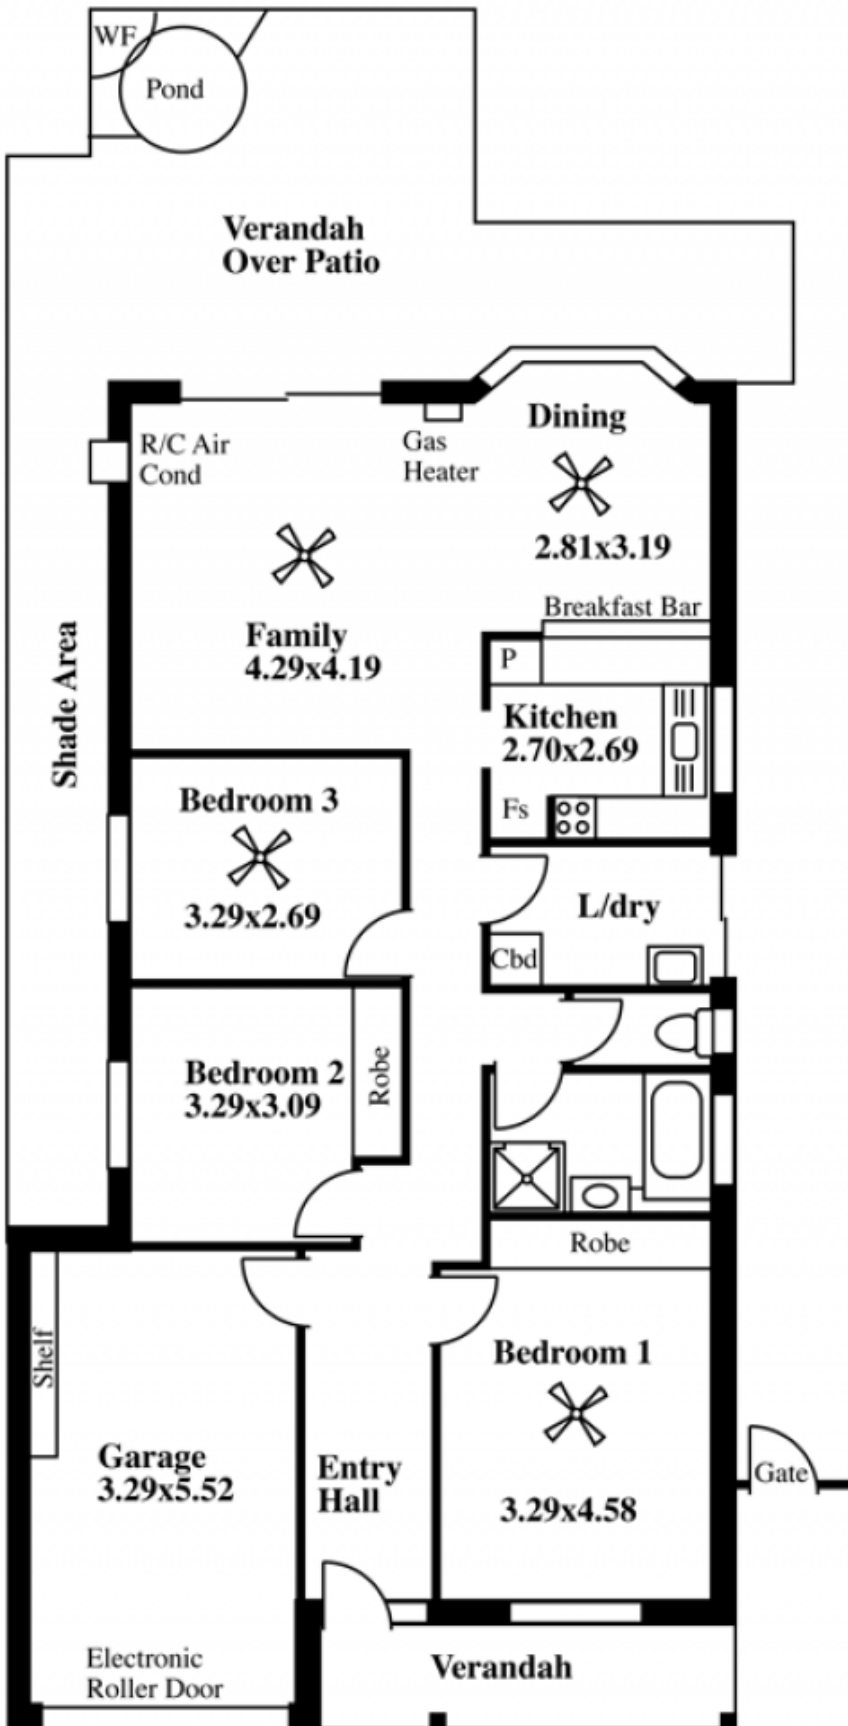 WF
Pond
Verandah
Over Patio
Dining
R/C Air
Cond
Gas
Heater
2.81x3.19
Breakfast Bar
Family
4.29x4.19
P
Shade Area
Kitchen
2.70x2.69
Bedroom 3
Fs
3.29x2.69
L/dry
Cbd
Bedroom 2
3.29x3.09
Robe
Robe
Shelf
Bedroom 1
Garage
3.29x5.52
Entry
Hall
Gate
3.29x4.58
Electronic
Roller Door
Verandah